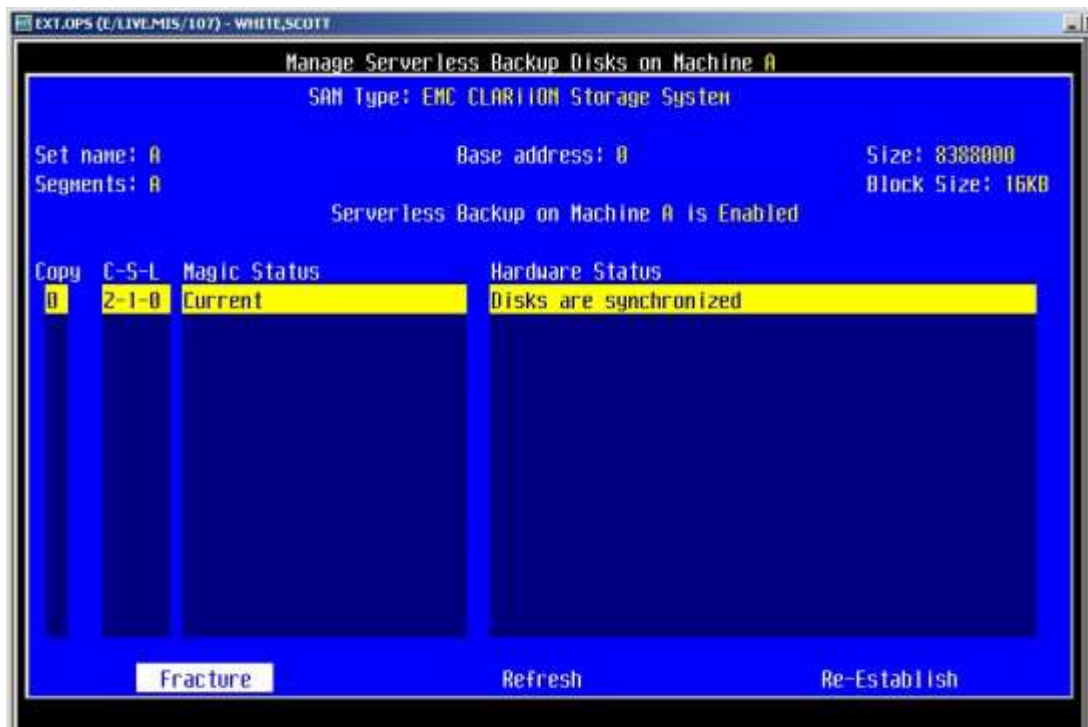 EXT.OPS (E/LIVE.MIS/107) - WHITE,SCOTT
Manage Serverless Backup Disks on Machine A
SAN Type: EMC CLARiiON Storage System
Set name: A Base address: 0 Size: 8388000
Segments: A Block Size: 16KB
Serverless Backup on Machine A is Enabled
Copy C-S-L Magic Status Hardware Status
0 2-1-0 Current Disks are synchronized
Fracture Refresh Re-Establish